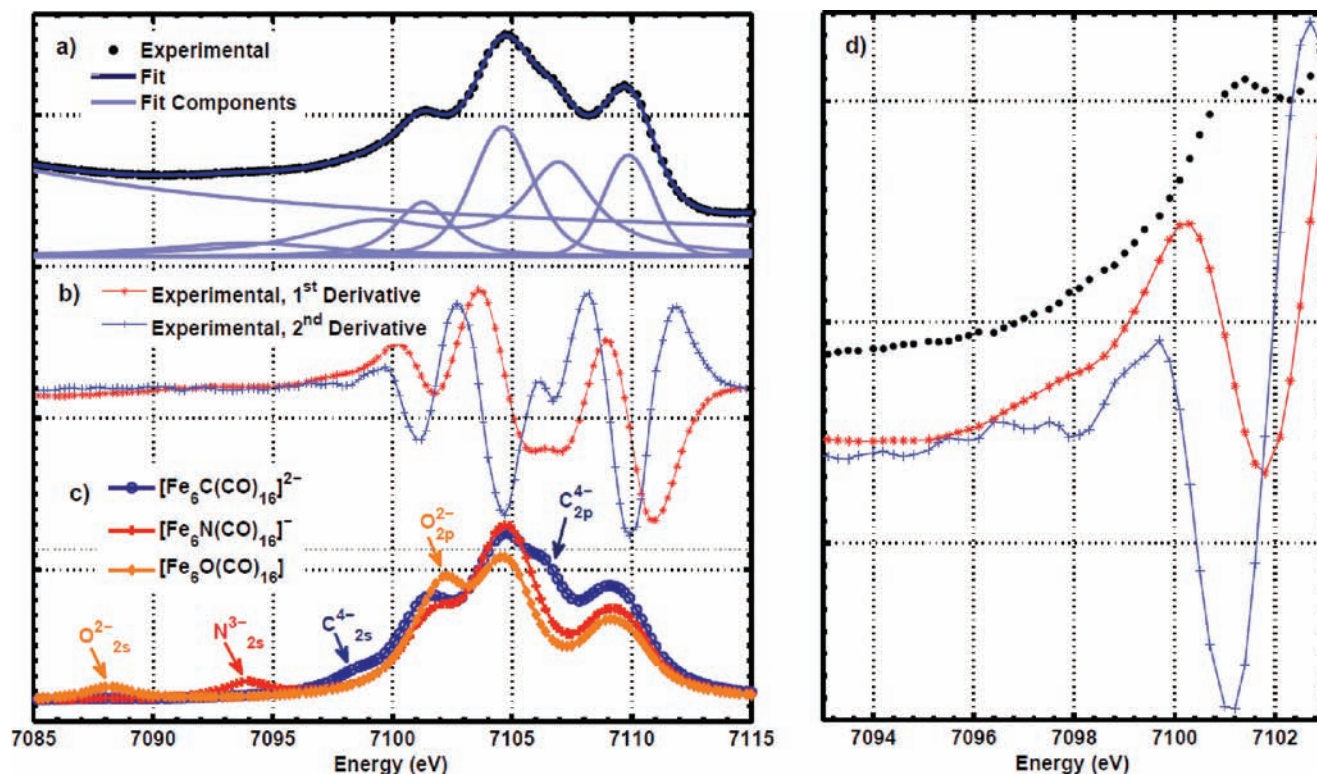 a) Experimental
Fit
Fit Components
b) Experimental, 1st Derivative
Experimental, 2nd Derivative
c) [Fe6C(CO)16]2-
[Fe6N(CO)16]-
[Fe6O(CO)16]
O2- 2p
C4- 2p
O2- 2s
N3- 2s
C4- 2s
7085 7090 7095 7100 7105 7110 7115
Energy (eV)
d)
7094 7096 7098 7100 7102
Energy (eV)